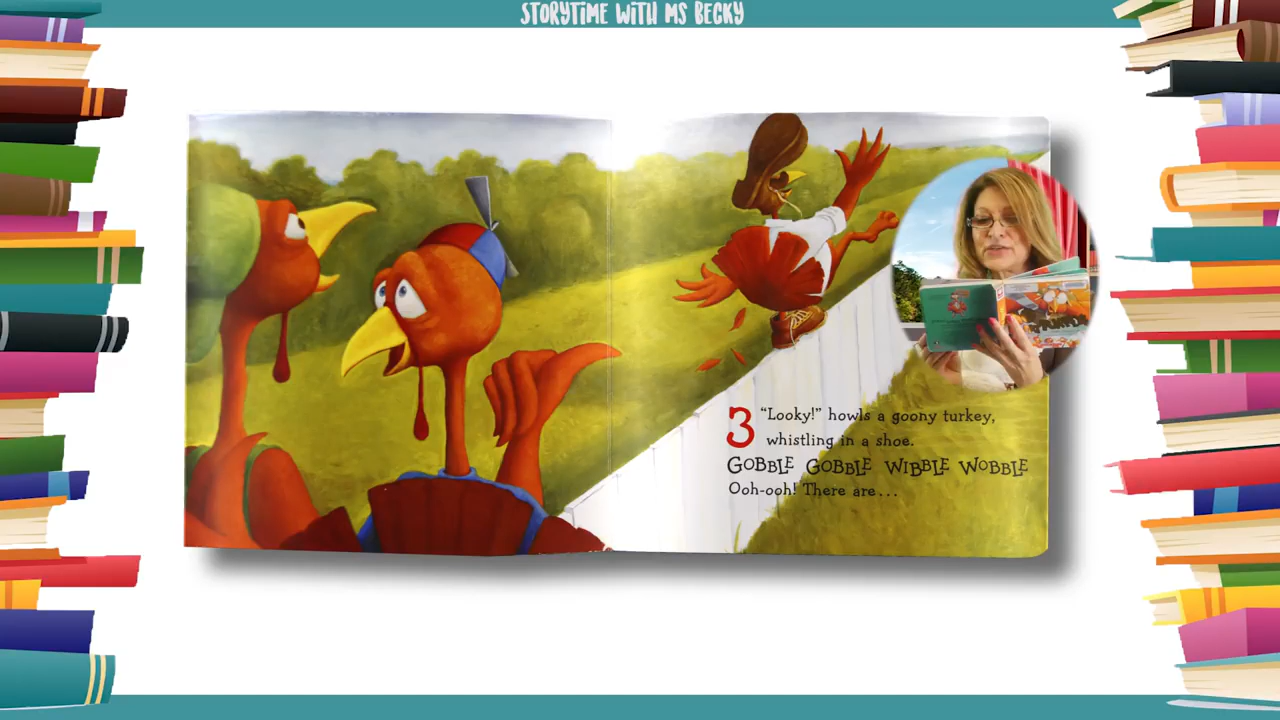 STORYTIME WITH MS BECKY
3 "Looky!" howls a goony turkey,
whistling in a shoe.
GOBBLE GOBBLE WIBBLE WOBBLE
Ooh-ooh! There are...